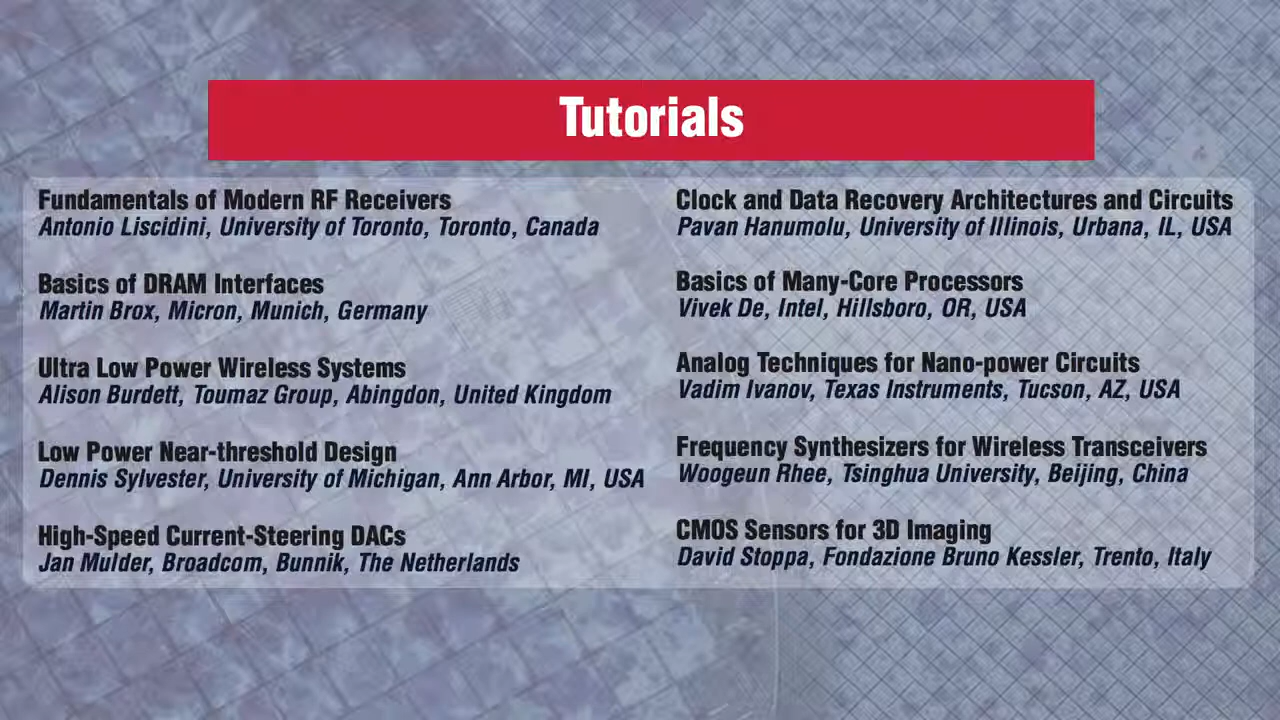 Tutorials
Fundamentals of Modern RF Receivers
Antonio Liscidini, University of Toronto, Toronto, Canada
Basics of DRAM Interfaces
Martin Brox, Micron, Munich, Germany
Ultra Low Power Wireless Systems
Alison Burdett, Toumaz Group, Abingdon, United Kingdom
Low Power Near-threshold Design
Dennis Sylvester, University of Michigan, Ann Arbor, MI, USA
High-Speed Current-Steering DACs
Jan Mulder, Broadcom, Bunnik, The Netherlands
Clock and Data Recovery Architectures and Circuits
Pavan Hanumolu, University of Illinois, Urbana, IL, USA
Basics of Many-Core Processors
Vivek De, Intel, Hillsboro, OR, USA
Analog Techniques for Nano-power Circuits
Vadim Ivanov, Texas Instruments, Tucson, AZ, USA
Frequency Synthesizers for Wireless Transceivers
Woogeun Rhee, Tsinghua University, Beijing, China
CMOS Sensors for 3D Imaging
David Stoppa, Fondazione Bruno Kessler, Trento, Italy